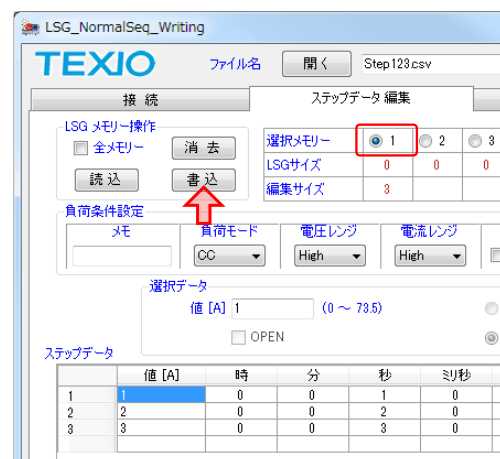 LSG_NormalSeq_Writing
TEXIO ファイル名 開く Step123.csv
接 続 ステップデータ 編集
LSG メモリー操作
全メモリー 消 去 選択メモリー 1 2 3
LSGサイズ 0 0 0
読 込 書 込 編集サイズ 3
負荷条件設定
メモ 負荷モード 電圧レンジ 電流レンジ
CC High High
選択データ
値 [A] 1 (0 ～ 73.5)
OPEN
ステップデータ
値 [A] 時 分 秒 ミリ秒
1 1 0 0 1 0
2 2 0 0 2 0
3 3 0 0 3 0